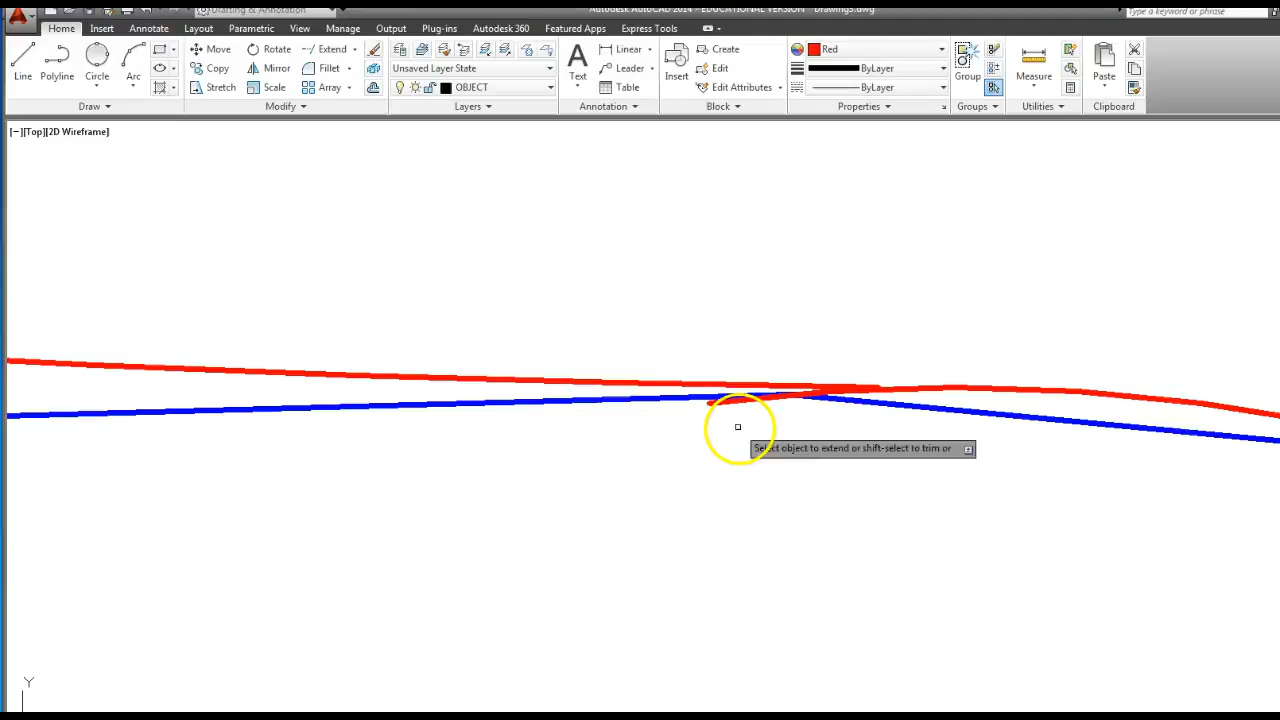 Drafting & Annotation
Autodesk AutoCAD 2014 - EDUCATIONAL VERSION - Drawing3.dwg
Type a keyword or phrase
Home Insert Annotate Layout Parametric View Manage Output Plug-ins Autodesk 360 Featured Apps Express Tools
Move Rotate Extend
Linear
Create
Red
Copy Mirror Fillet
Unsaved Layer State
Leader
Edit
ByLayer
Line Polyline Circle Arc
Text
Insert
Group
Measure
Paste
Stretch Scale Array
OBJECT
Table
Edit Attributes
ByLayer
Draw Modify Layers Annotation Block Properties Groups Utilities Clipboard
[−][Top][2D Wireframe]
Select object to extend or shift-select to trim or
Y